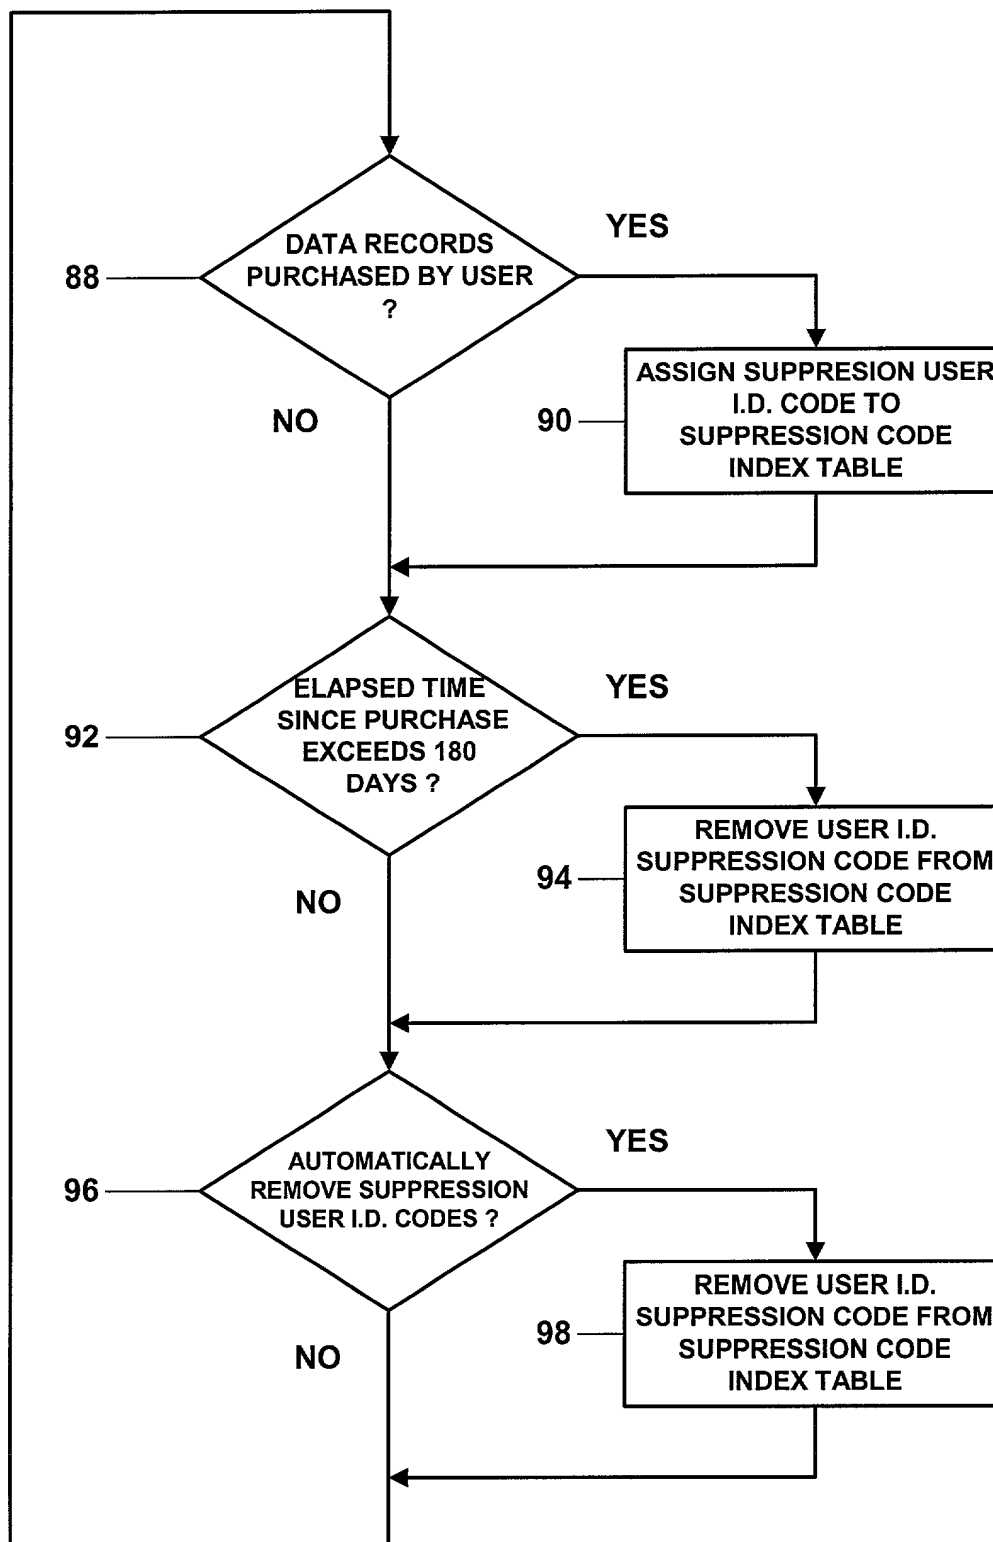 DATA RECORDS
PURCHASED BY USER
?
YES
88
NO
ASSIGN SUPPRESION USER
I.D. CODE TO
SUPPRESSION CODE
INDEX TABLE
90
ELAPSED TIME
SINCE PURCHASE
EXCEEDS 180
DAYS ?
YES
92
NO
REMOVE USER I.D.
SUPPRESSION CODE FROM
SUPPRESSION CODE
INDEX TABLE
94
AUTOMATICALLY
REMOVE SUPPRESSION
USER I.D. CODES ?
YES
96
NO
REMOVE USER I.D.
SUPPRESSION CODE FROM
SUPPRESSION CODE
INDEX TABLE
98